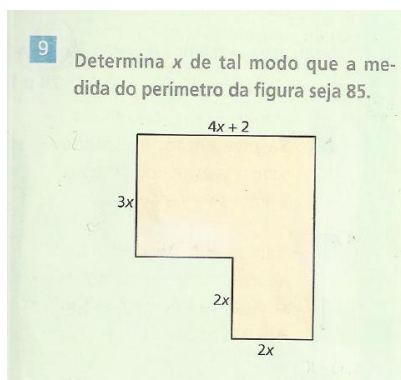 9
Determina x de tal modo que a me-
dida do perímetro da figura seja 85.
4x + 2
3x
2x
2x